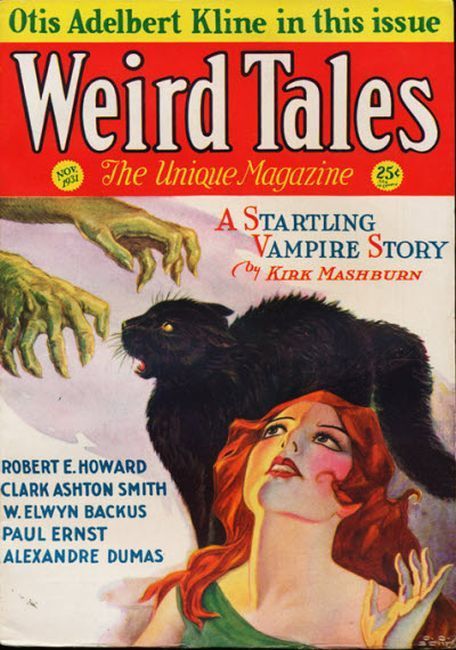 Otis Adelbert Kline in this issue
Weird Tales
NOV.
1931
The Unique Magazine
25¢
A STARTLING
VAMPIRE STORY
by KIRK MASHBURN
ROBERT E. HOWARD
CLARK ASHTON SMITH
W. ELWYN BACKUS
PAUL ERNST
ALEXANDRE DUMAS